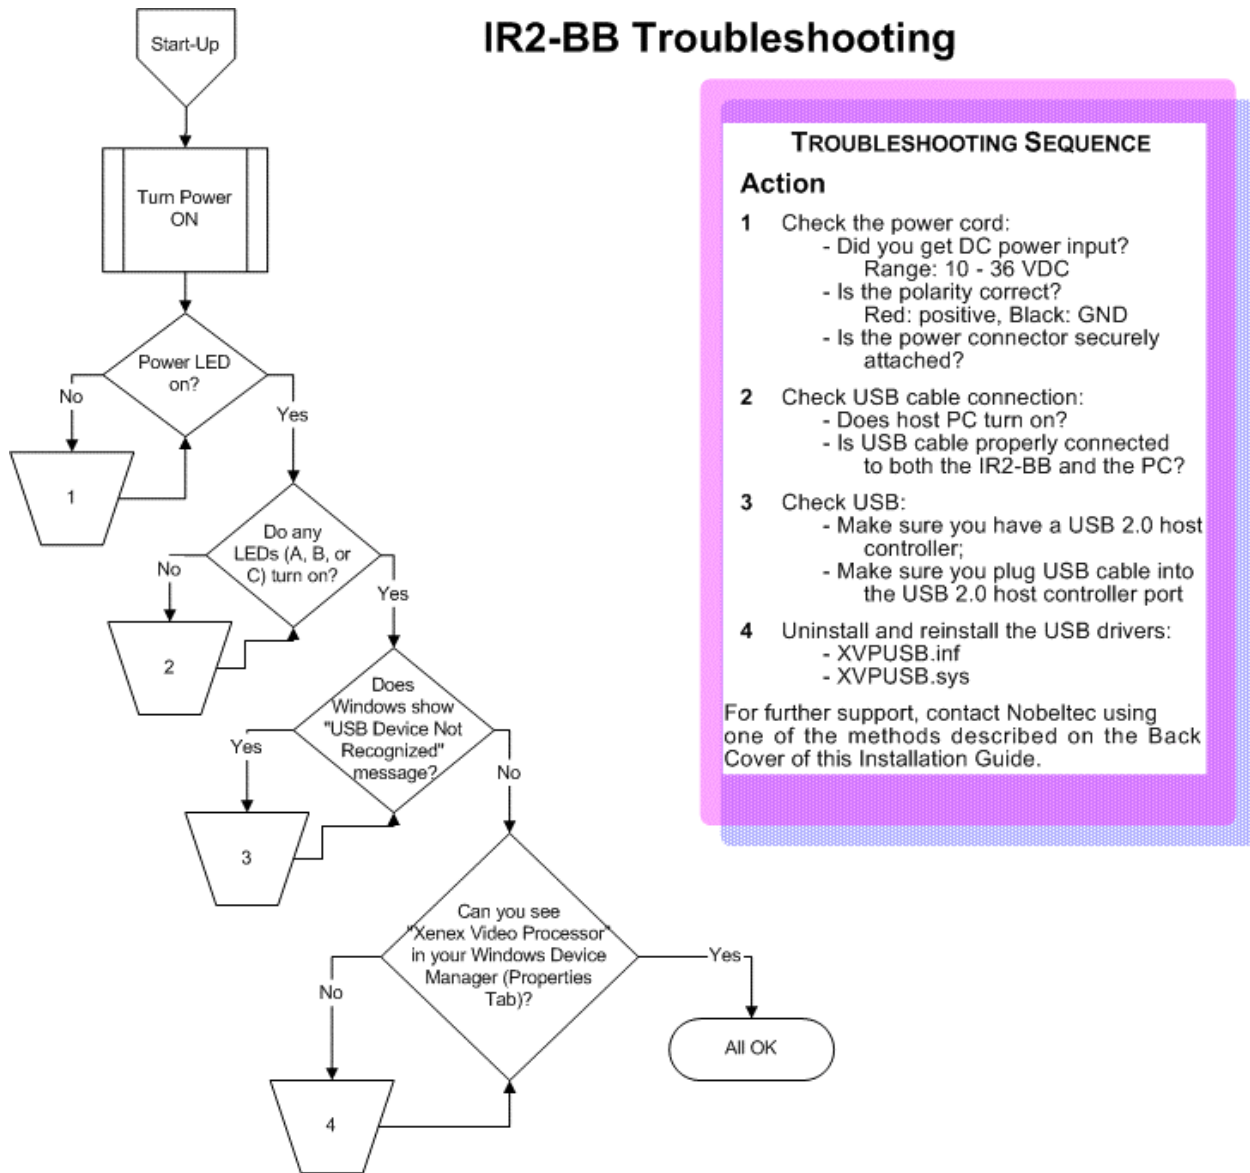 IR2-BB Troubleshooting
Start-Up
Turn Power
ON
Power LED
on?
No
Yes
1
Do any
LEDs (A, B, or
C) turn on?
No
Yes
2
Does
Windows show
"USB Device Not
Recognized"
message?
Yes
No
3
Can you see
"Xenex Video Processor"
in your Windows Device
Manager (Properties
Tab)?
No
Yes
4
All OK
TROUBLESHOOTING SEQUENCE
Action
1 Check the power cord:
- Did you get DC power input?
Range: 10 - 36 VDC
- Is the polarity correct?
Red: positive, Black: GND
- Is the power connector securely
attached?
2 Check USB cable connection:
- Does host PC turn on?
- Is USB cable properly connected
to both the IR2-BB and the PC?
3 Check USB:
- Make sure you have a USB 2.0 host
controller;
- Make sure you plug USB cable into
the USB 2.0 host controller port
4 Uninstall and reinstall the USB drivers:
- XVPUSB.inf
- XVPUSB.sys
For further support, contact Nobeltec using
one of the methods described on the Back
Cover of this Installation Guide.